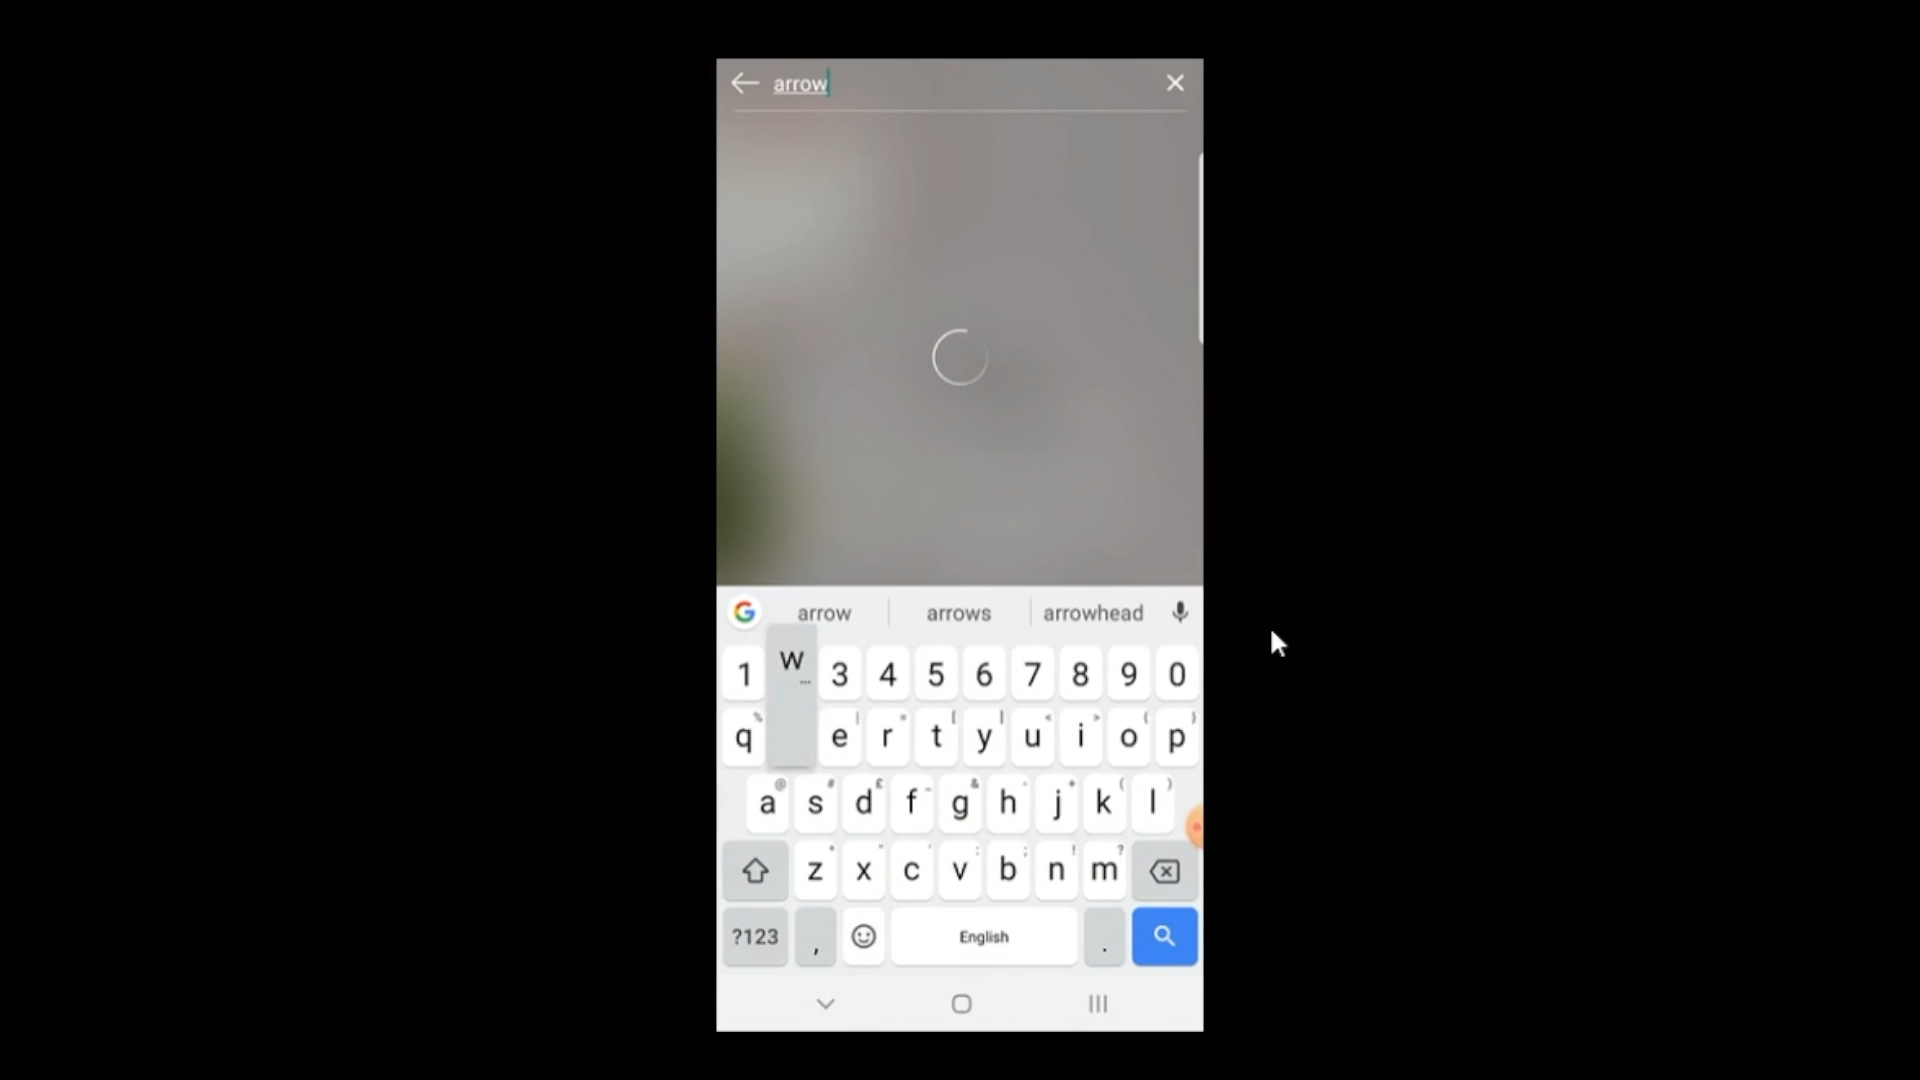 arrow
arrow arrows arrowhead
1 w 3 4 5 6 7 8 9 0
q e r t y u i o p
a s d f g h j k l
z x c v b n m
?123 , English .